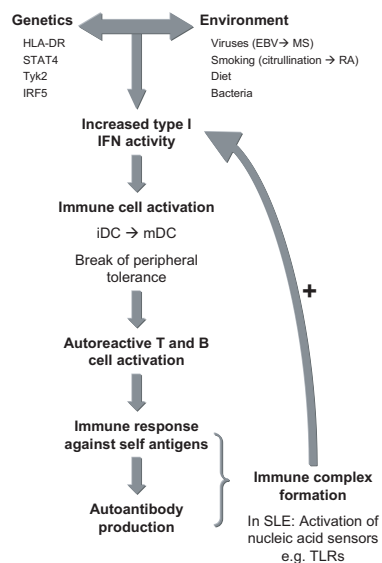 Genetics
HLA-DR
STAT4
Tyk2
IRF5
Environment
Viruses (EBV→ MS)
Smoking (citrullination → RA)
Diet
Bacteria
Increased type I
IFN activity
Immune cell activation
iDC → mDC
Break of peripheral
tolerance
+
Autoreactive T and B
cell activation
Immune response
against self antigens
Autoantibody
production
Immune complex
formation
In SLE: Activation of
nucleic acid sensors
e.g. TLRs